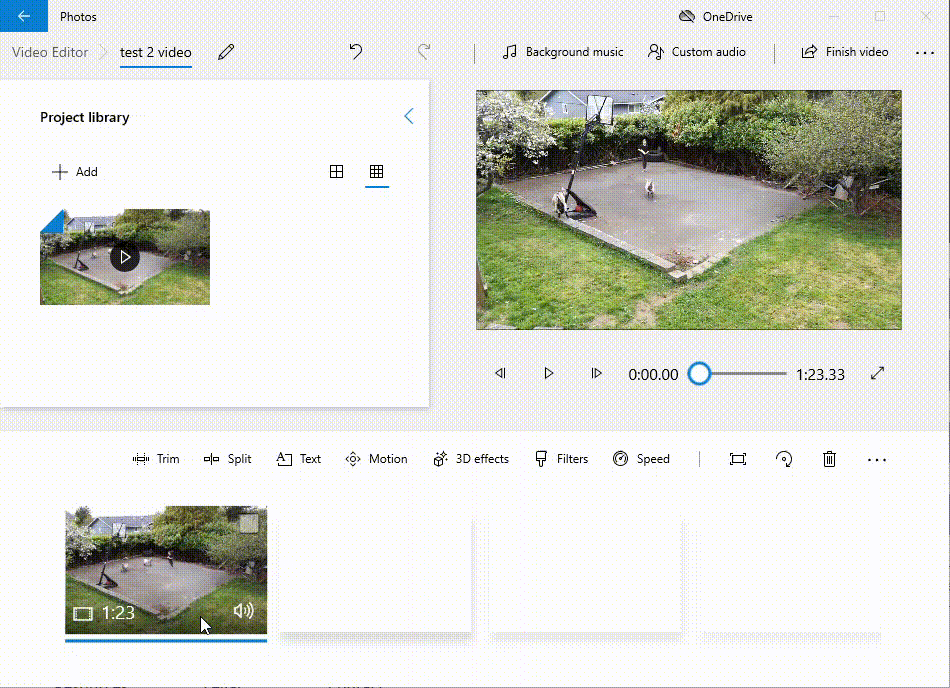 Photos
OneDrive
Video Editor
test 2 video
Background music
Custom audio
Finish video
Project library
Add
0:00.00
1:23.33
Trim
Split
Text
Motion
3D effects
Filters
Speed
1:23